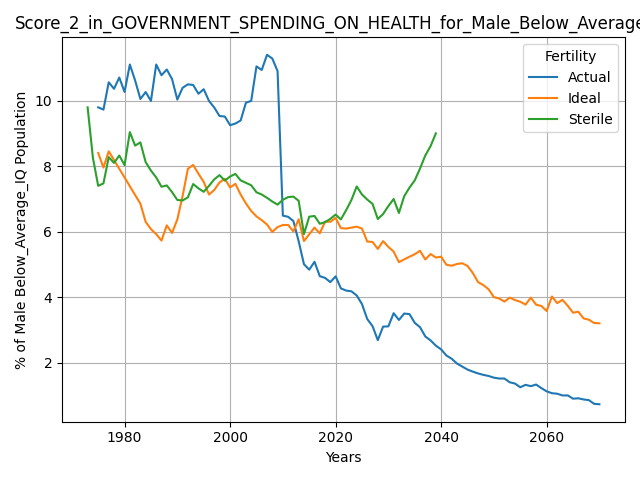 Score_2_in_GOVERNMENT_SPENDING_ON_HEALTH_for_Male_Below_Average
Fertility
Actual
Ideal
Sterile
% of Male Below_Average_IQ Population
10
8
6
4
2
1980 2000 2020 2040 2060
Years